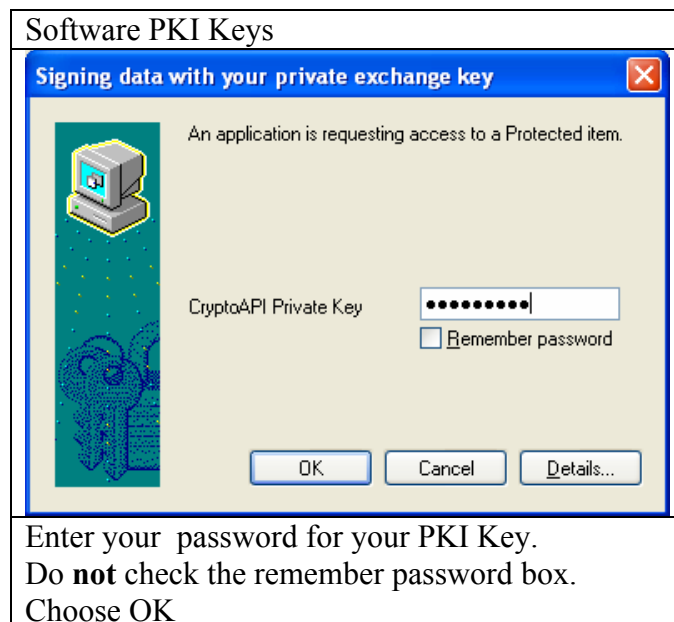 Software PKI Keys
Signing data with your private exchange key
An application is requesting access to a Protected item.
CryptoAPI Private Key
●●●●●●●●●
Remember password
OK Cancel Details...
Enter your  password for your PKI Key.
Do not check the remember password box.
Choose OK